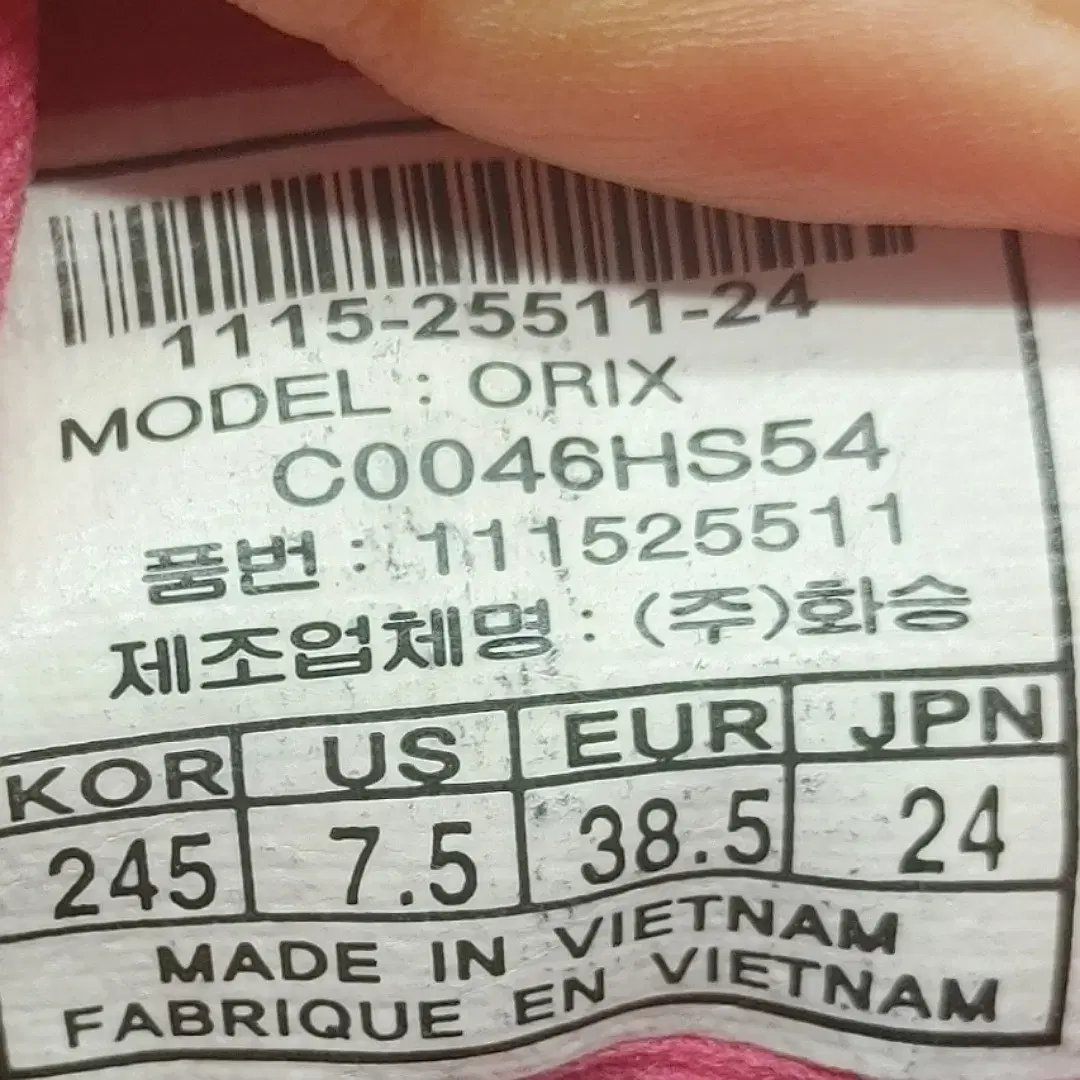 1115-25511-24
MODEL : ORIX
C0046HS54
품번 : 111525511
제조업체명 : (주)화승
KOR US EUR JPN
245 7.5 38.5 24
MADE IN VIETNAM
FABRIQUE EN VIETNAM